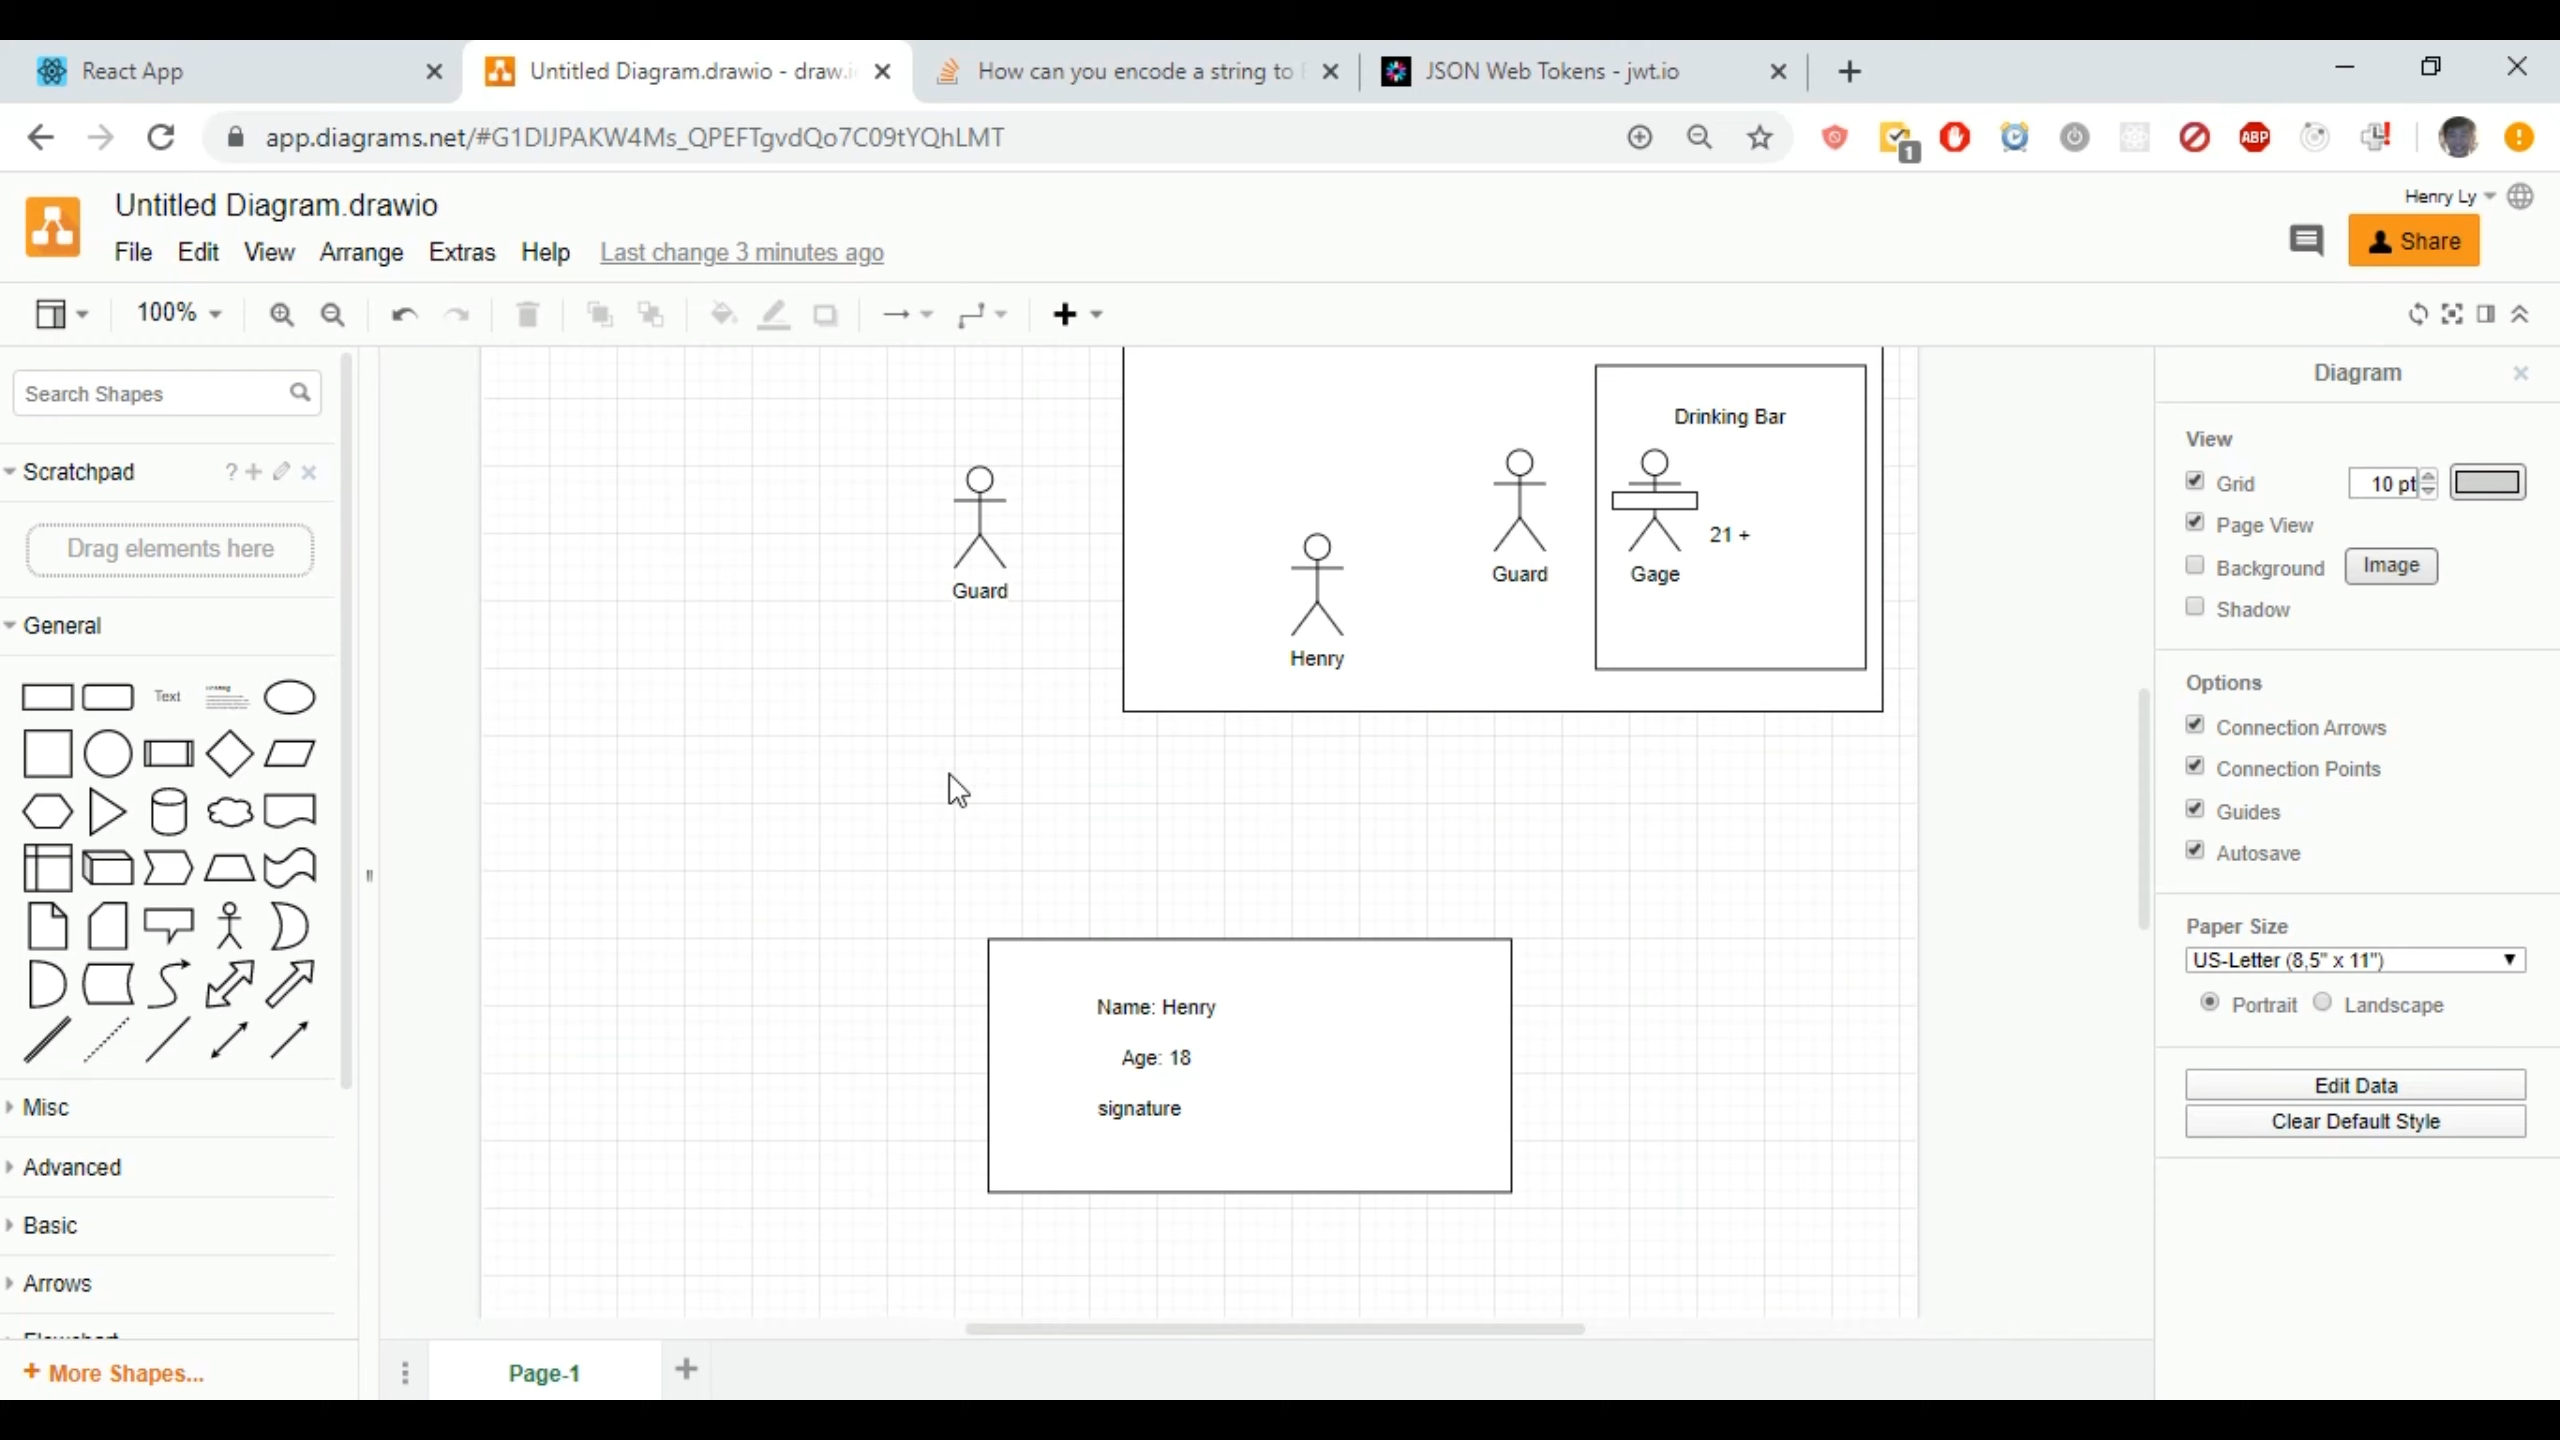 React App
Untitled Diagram.drawio - draw.i
How can you encode a string to
JSON Web Tokens - jwt.io
app.diagrams.net/#G1DIJPAKW4Ms_QPEFTgvdQo7C09tYQhLMT
1
ABP
Untitled Diagram.drawio
Henry Ly
File Edit View Arrange Extras Help Last change 3 minutes ago
Share
100%
Search Shapes
Scratchpad
?
Drag elements here
General
Text
Misc
Advanced
Basic
Arrows
Flowchart
+ More Shapes...
Drinking Bar
Guard
Guard
Gage
21 +
Henry
Name: Henry
Age: 18
signature
Page-1
Diagram
View
Grid
10 pt
Page View
Background
Image
Shadow
Options
Connection Arrows
Connection Points
Guides
Autosave
Paper Size
US-Letter (8,5" x 11")
Portrait
Landscape
Edit Data
Clear Default Style